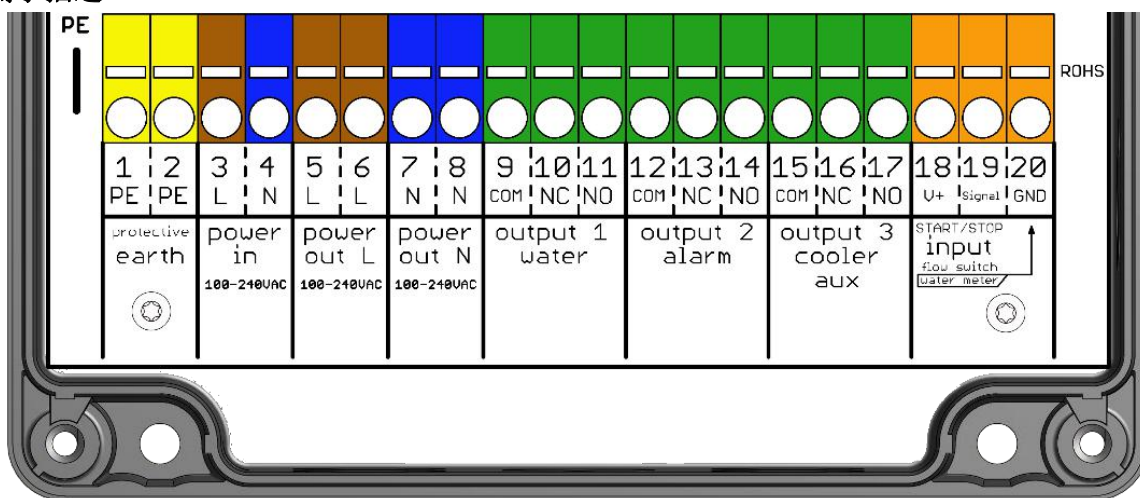 PE
ROHS
1 2 3 4 5 6 7 8 9 10 11 12 13 14 15 16 17 18 19 20
PE PE L N L L N N COM NC NO COM NC NO COM NC NO V+ Signal GND
protective
earth
power
in
100-240VAC
power
out L
100-240VAC
power
out N
100-240VAC
output 1
water
output 2
alarm
output 3
cooler
aux
START/STOP
input
flow switch
water meter